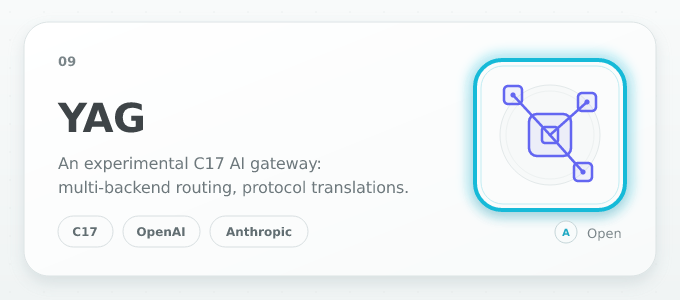 09
YAG
An experimental C17 AI gateway:
multi-backend routing, protocol translations.
C17 OpenAI Anthropic
A Open